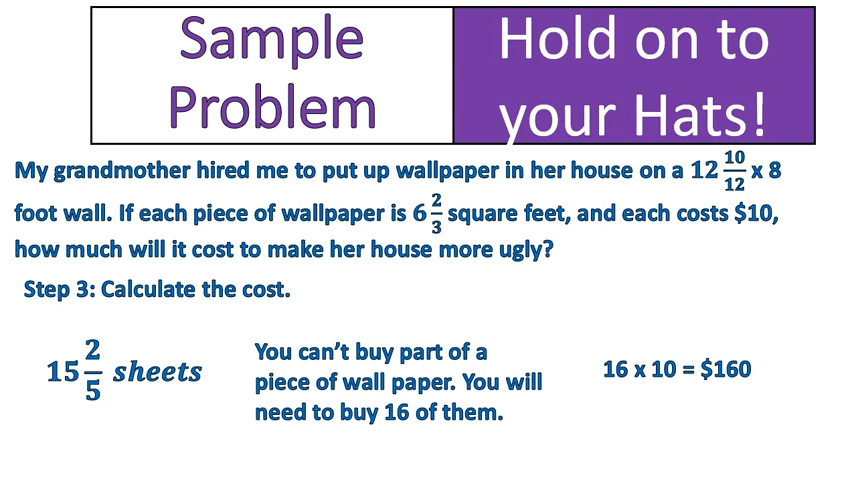 Sample
Problem
Hold on to
your Hats!
My grandmother hired me to put up wallpaper in her house on a 12 10/12 x 8
foot wall. If each piece of wallpaper is 6 2/3 square feet, and each costs $10,
how much will it cost to make her house more ugly?
Step 3: Calculate the cost.
15 2/5 sheets
You can't buy part of a
piece of wall paper. You will
need to buy 16 of them.
16 x 10 = $160